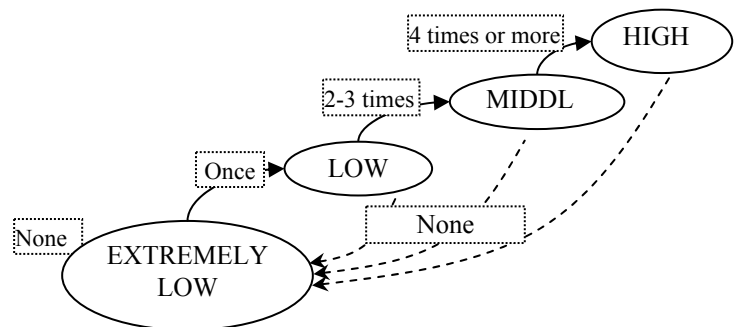 4 times or more
HIGH
2-3 times
MIDDL
Once
LOW
None
None
EXTREMELY
LOW